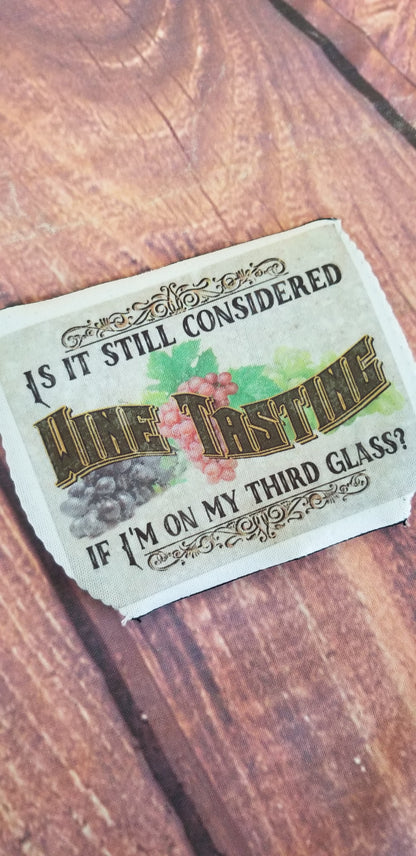 Is it still considered
Wine Tasting
if I'm on my third glass?